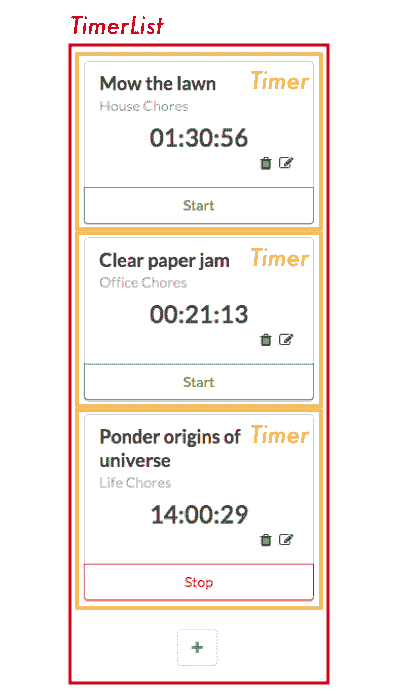 TimerList
Mow the lawn
Timer
House Chores
01:30:56
Start
Clear paper jam
Timer
Office Chores
00:21:13
Start
Ponder origins of
Timer
universe
Life Chores
14:00:29
Stop
+